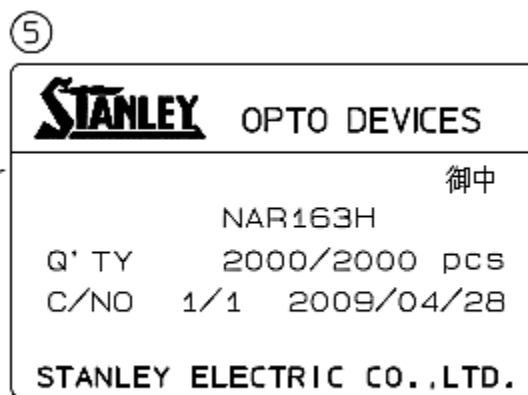 5
STANLEY OPTO DEVICES
御中
NAR163H
Q'TY 2000/2000 pcs
C/NO 1/1 2009/04/28
STANLEY ELECTRIC CO.,LTD.